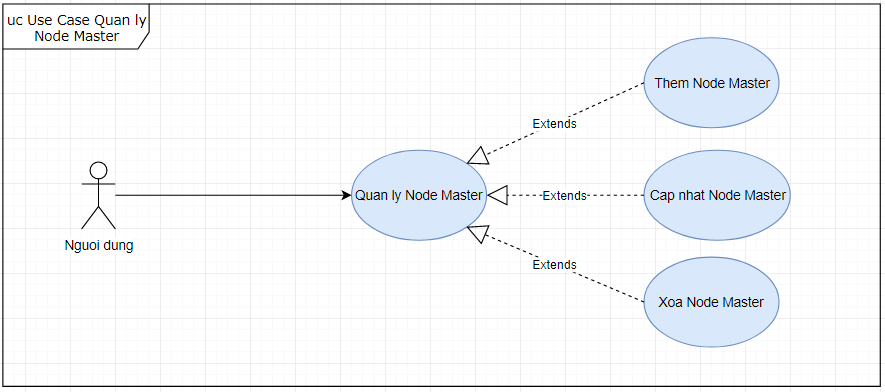 uc Use Case Quan ly
Node Master
Them Node Master
Extends
Nguoi dung
Quan ly Node Master
Extends
Cap nhat Node Master
Extends
Xoa Node Master